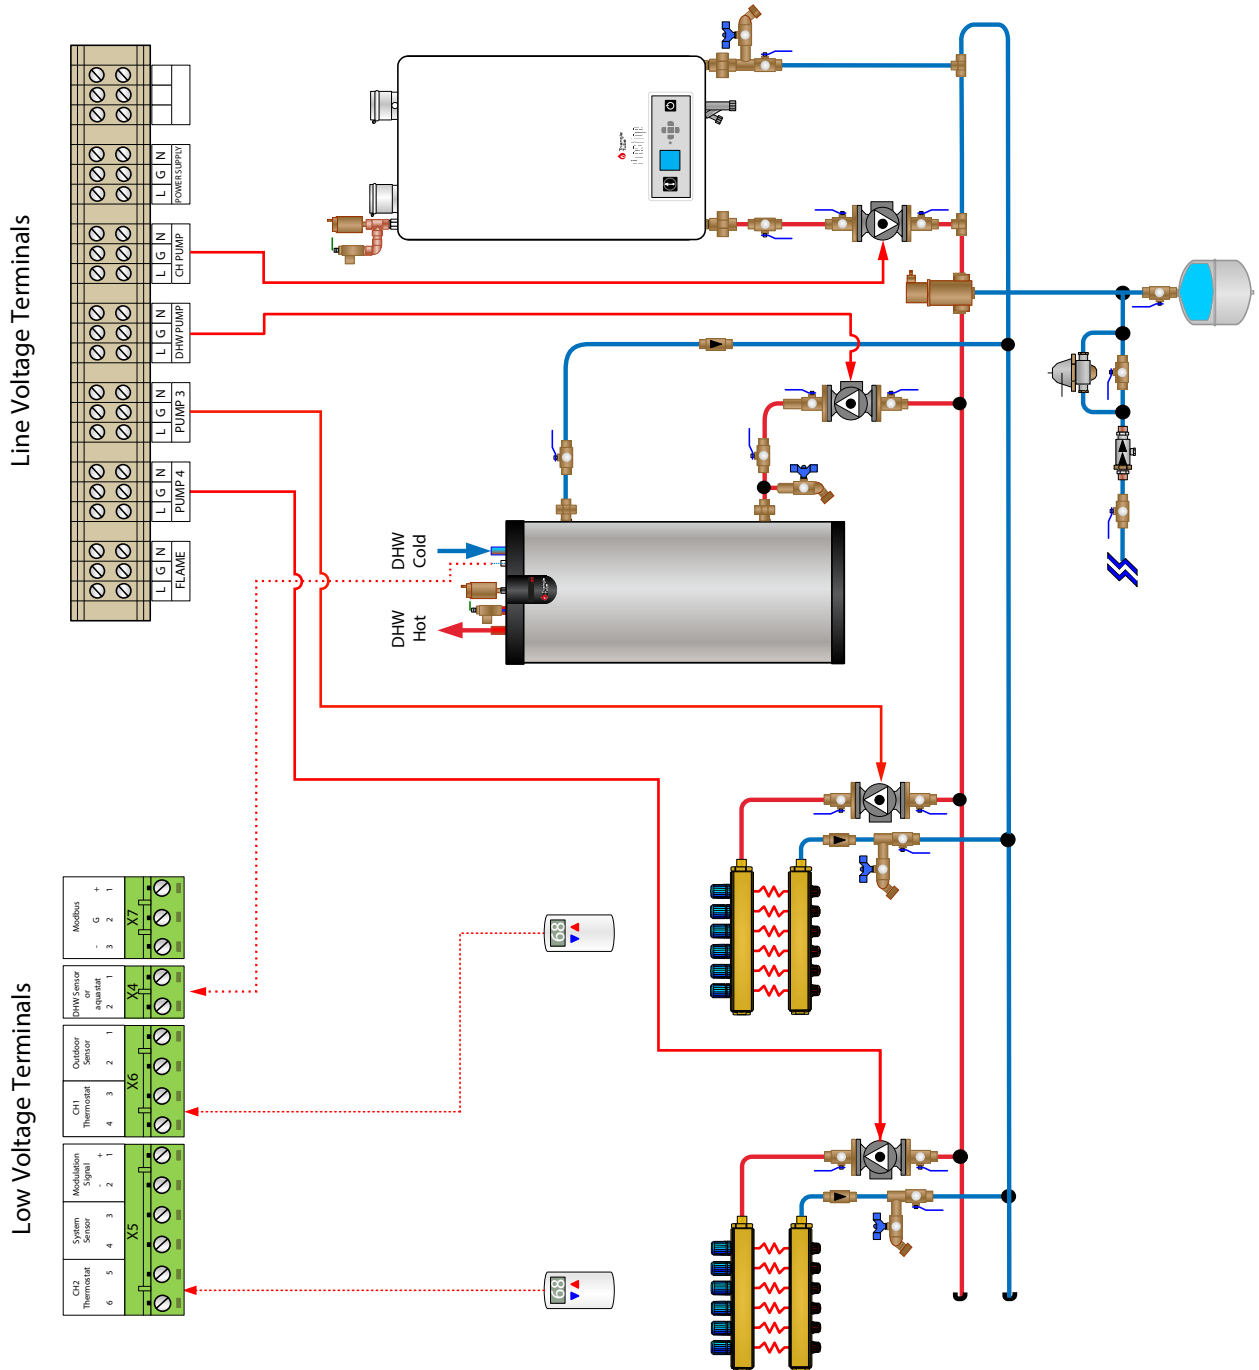 Line Voltage Terminals
L G N
POWER SUPPLY
L G N
CH PUMP
L G N
DHW PUMP
L G N
PUMP 3
L G N
PUMP 4
L G N
FLAME
DHW
Cold
DHW
Hot
Low Voltage Terminals
Modbus
- G +
3 2 1
X7
DHW Sensor
or
aquastat
2 1
X4
Outdoor
Sensor
2 1
CH1
Thermostat
4 3
X6
Modulation
Signal
- +
2 1
System
Sensor
4 3
CH2
Thermostat
6 5
X5
68
68